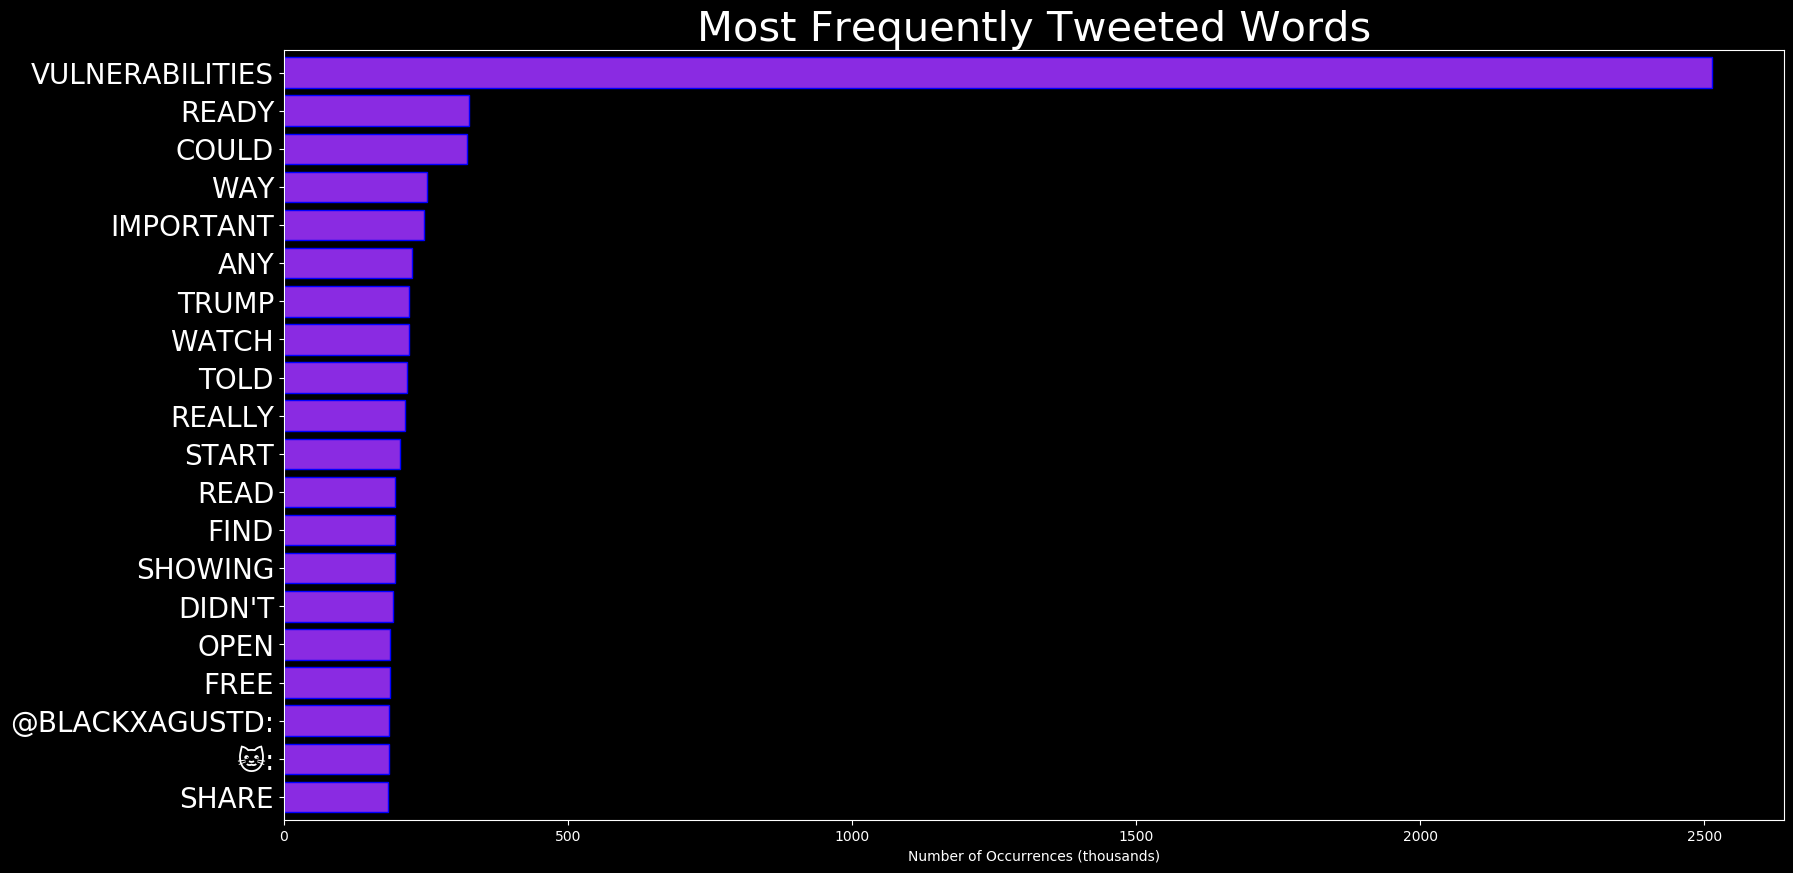 Most Frequently Tweeted Words
VULNERABILITIES
READY
COULD
WAY
IMPORTANT
ANY
TRUMP
WATCH
TOLD
REALLY
START
READ
FIND
SHOWING
DIDN'T
OPEN
FREE
@BLACKXAGUSTD:
🐱:
SHARE
0 500 1000 1500 2000 2500
Number of Occurrences (thousands)